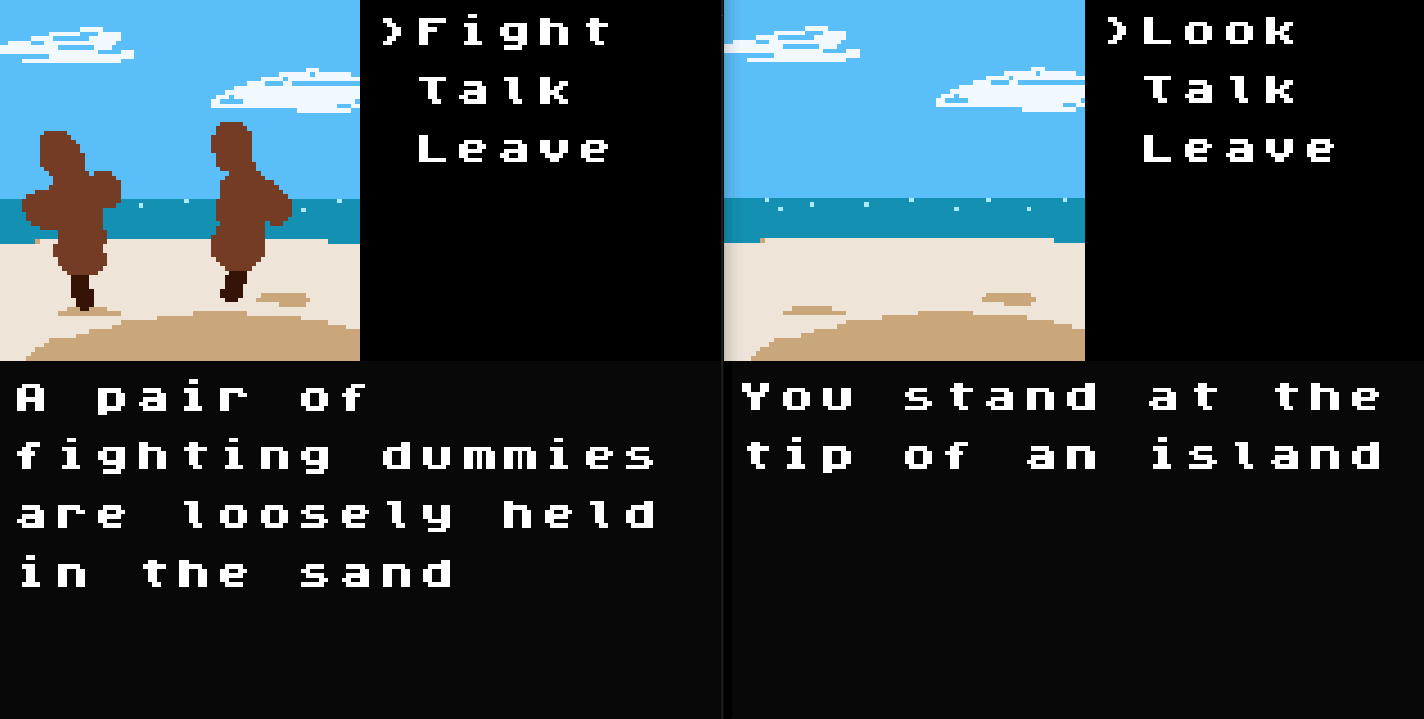 ❯Fight
Talk
Leave
A pair of
fighting dummies
are loosely held
in the sand
❯Look
Talk
Leave
You stand at the
tip of an island